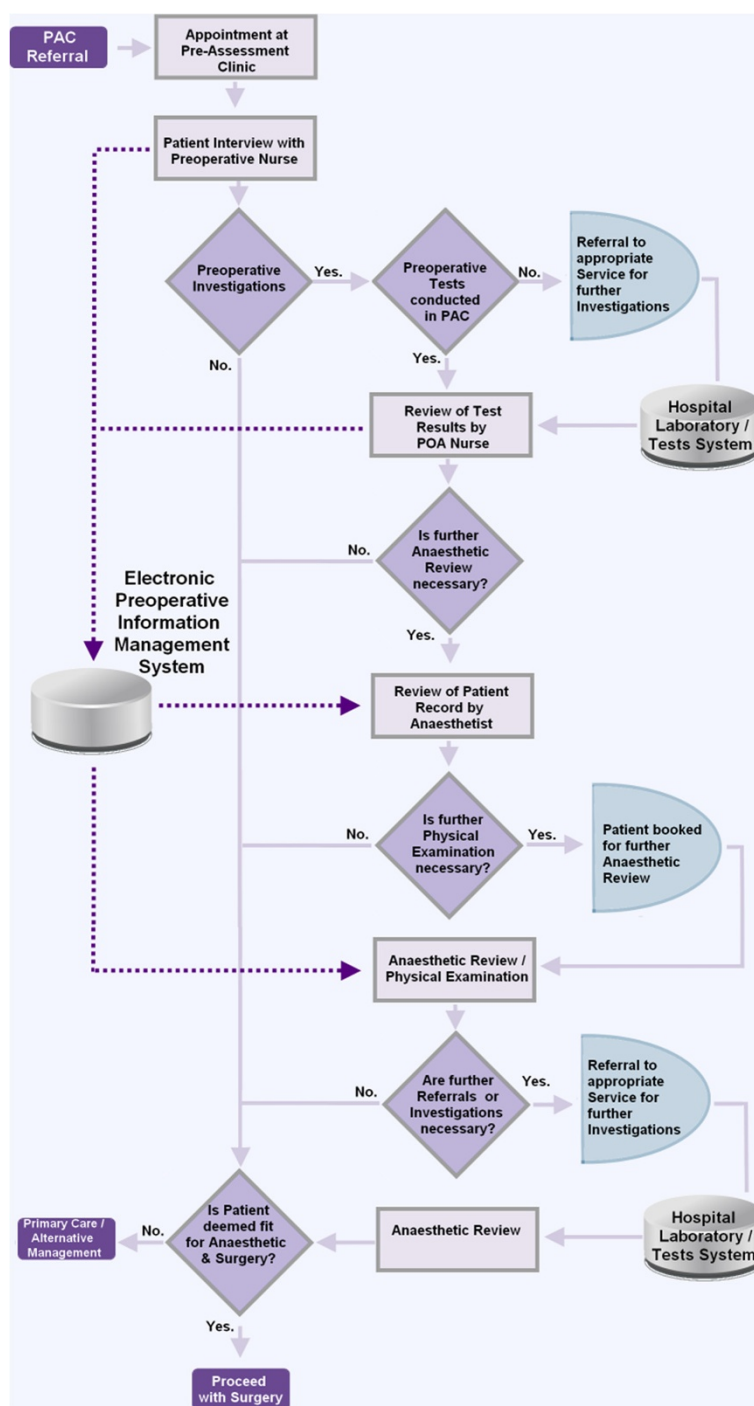 PAC
Referral
Appointment at
Pre-Assessment
Clinic
Patient Interview with
Preoperative Nurse
Preoperative
Investigations
Yes.
Preoperative
Tests
conducted
in PAC
No.
Referral to
appropriate
Service for
further
Investigations
No.
Yes.
Review of Test
Results by
POA Nurse
Hospital
Laboratory /
Tests System
Is further
Anaesthetic
Review
necessary?
No.
Yes.
Electronic
Preoperative
Information
Management
System
Review of Patient
Record by
Anaesthetist
Is further
Physical
Examination
necessary?
No.
Yes.
Patient booked
for further
Anaesthetic
Review
Anaesthetic Review /
Physical Examination
Are further
Referrals or
Investigations
necessary?
No.
Yes.
Referral to
appropriate
Service for
further
Investigations
Hospital
Laboratory /
Tests System
Anaesthetic Review
Is Patient
deemed fit
for Anaesthetic
& Surgery?
No.
Primary Care /
Alternative
Management
Yes.
Proceed
with Surgery